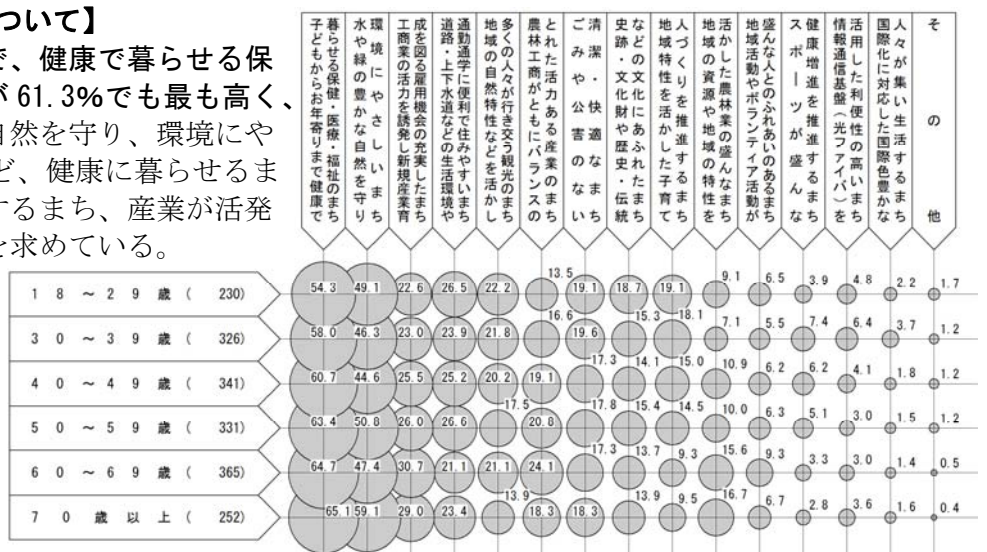 ついて】
で、健康で暮らせる保
が 61.3%でも最も高く、
自然を守り、環境にや
ど、健康に暮らせるま
するまち、産業が活発
を求めている。
子どもからお年寄りまで健康で
暮らせる保健・医療・福祉のまち
水や緑の豊かな自然を守り
環境にやさしいまち
工商業の活力を誘発し新規産業育
成を図る雇用機会の充実したまち
道路・上下水道などの生活環境や
通勤通学に便利で住みやすいまち
地域の自然特性などを活かし
多くの人々が行き交う観光のまち
農林工商がともにバランスの
とれた活力ある産業のまち
ごみや公害のない
清潔・快適なまち
史跡・文化財や歴史・伝統
などの文化にあふれたまち
地域特性を活かした子育て
人づくりを推進するまち
地域の資源や地域の特性を
活かした農林業の盛んなまち
地域活動やボランティア活動が
盛んな人とのふれあいのあるまち
スポーツが盛んな
健康増進を推進するまち
情報通信基盤（光ファイバ）を
活用した利便性の高いまち
国際化に対応した国際色豊かな
人々が集い生活するまち
その他
18～29歳（ 230） 54.3 49.1 22.6 26.5 22.2 13.5 19.1 18.7 19.1 9.1 6.5 3.9 4.8 2.2 1.7
30～39歳（ 326） 58.0 46.3 23.0 23.9 21.8 16.6 19.6 15.3 18.1 7.1 5.5 7.4 6.4 3.7 1.2
40～49歳（ 341） 60.7 44.6 25.5 25.2 20.2 19.1 17.3 14.1 15.0 10.9 6.2 6.2 4.1 1.8 1.2
50～59歳（ 331） 63.4 50.8 26.0 26.6 17.5 20.8 17.8 15.4 14.5 10.0 6.3 5.1 3.0 1.5 1.2
60～69歳（ 365） 64.7 47.4 30.7 21.1 21.1 24.1 17.3 13.7 9.3 15.6 9.3 3.3 3.0 1.4 0.5
70歳以上（ 252） 65.1 59.1 29.0 23.4 13.9 18.3 18.3 13.9 9.5 16.7 6.7 2.8 3.6 1.6 0.4